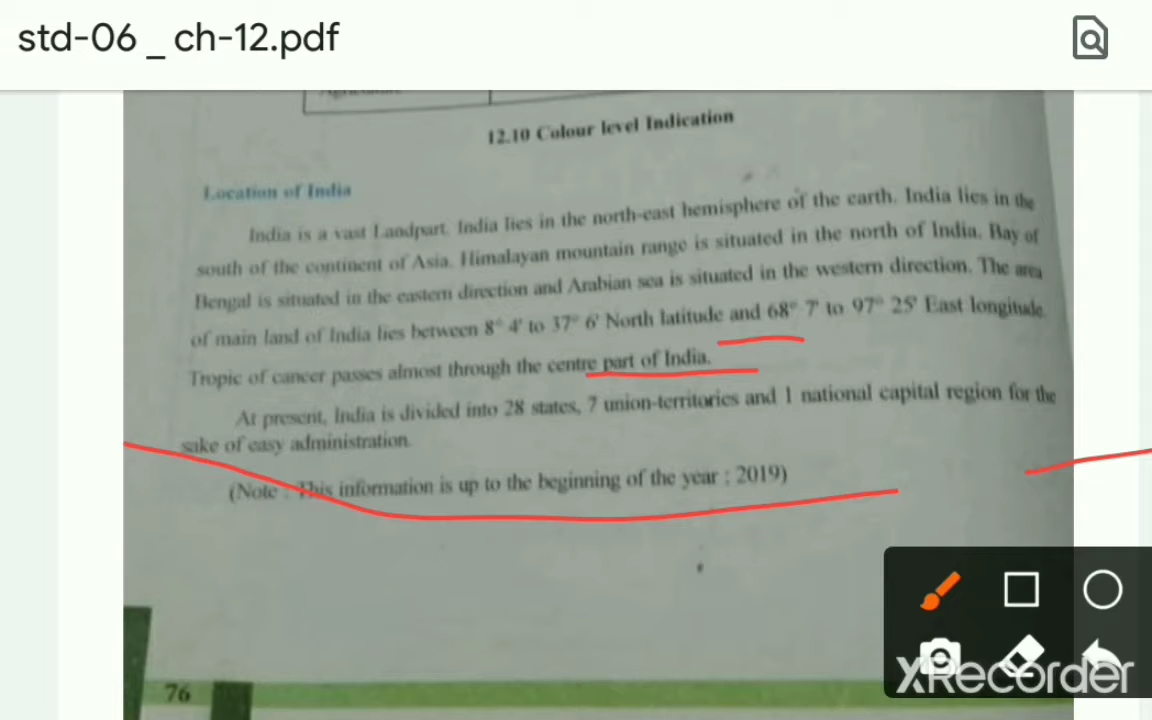 std-06 _ ch-12.pdf
12.10 Colour level Indication
Location of India
India is a vast Landpart. India lies in the north-east hemisphere of the earth. India lies in the
south of the continent of Asia. Himalayan mountain range is situated in the north of India. Bay of
Bengal is situated in the eastern direction and Arabian sea is situated in the western direction. The area
of main land of India lies between 8° 4' to 37° 6' North latitude and 68° 7' to 97° 25' East longitude.
Tropic of cancer passes almost through the centre part of India.
At present, India is divided into 28 states, 7 union-territories and 1 national capital region for the
sake of easy administration.
(Note : This information is up to the beginning of the year : 2019)
76
XRecorder